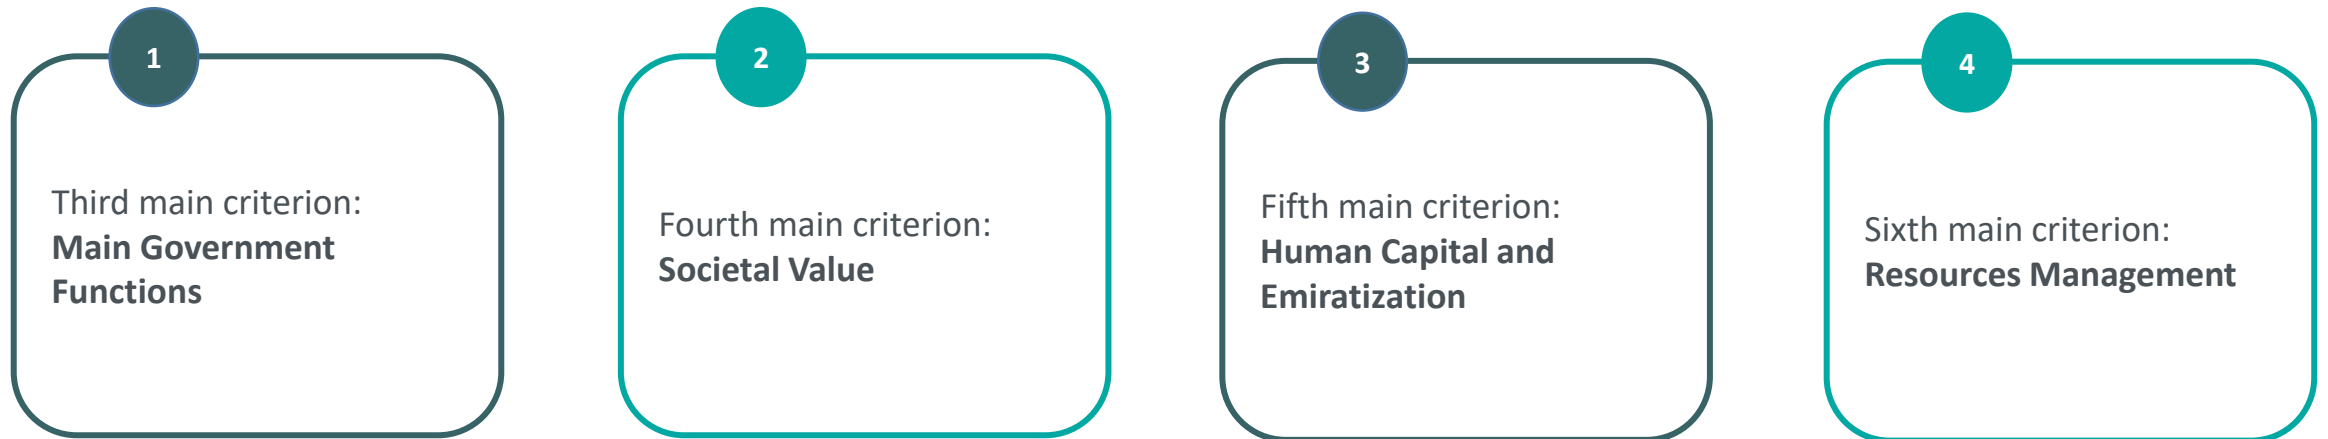 1
Third main criterion:
Main Government
Functions
2
Fourth main criterion:
Societal Value
3
Fifth main criterion:
Human Capital and
Emiratization
4
Sixth main criterion:
Resources Management